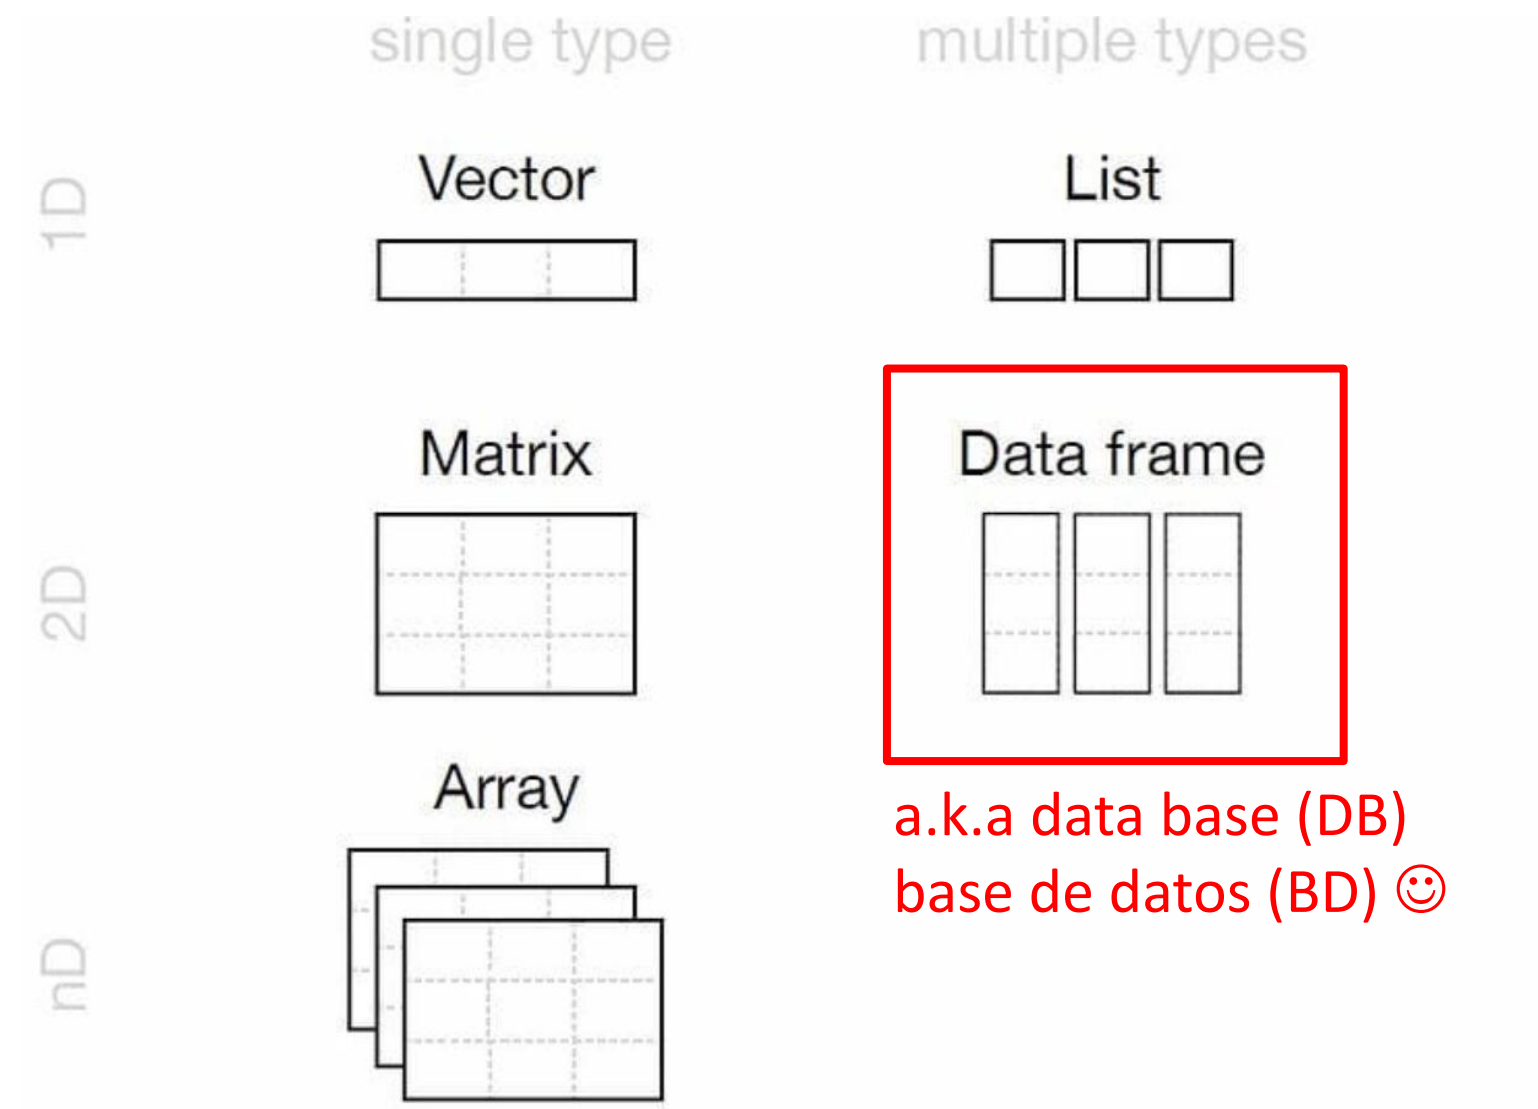 single type
multiple types
1D
Vector
List
2D
Matrix
Data frame
nD
Array
a.k.a data base (DB)
base de datos (BD) ☺